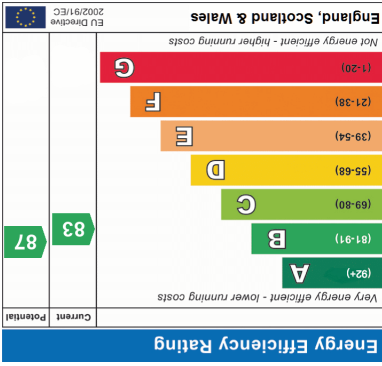 Energy Efficiency Rating
Current Potential
Very energy efficient - lower running costs
(92+) A
(81-91) B
(69-80) C
(55-68) D
(39-54) E
(21-38) F
(1-20) G
83
87
Not energy efficient - higher running costs
England, Scotland & Wales
EU Directive
2002/91/EC